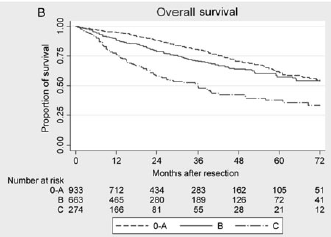 B Overall survival
Proportion of survival
1.00
0.75
0.50
0.25
0.00
0 12 24 36 48 60 72
Months after resection
Number at risk
0-A 933 712 434 283 162 105 51
B 663 465 280 189 126 72 41
C 274 166 81 55 28 21 12
0-A B C